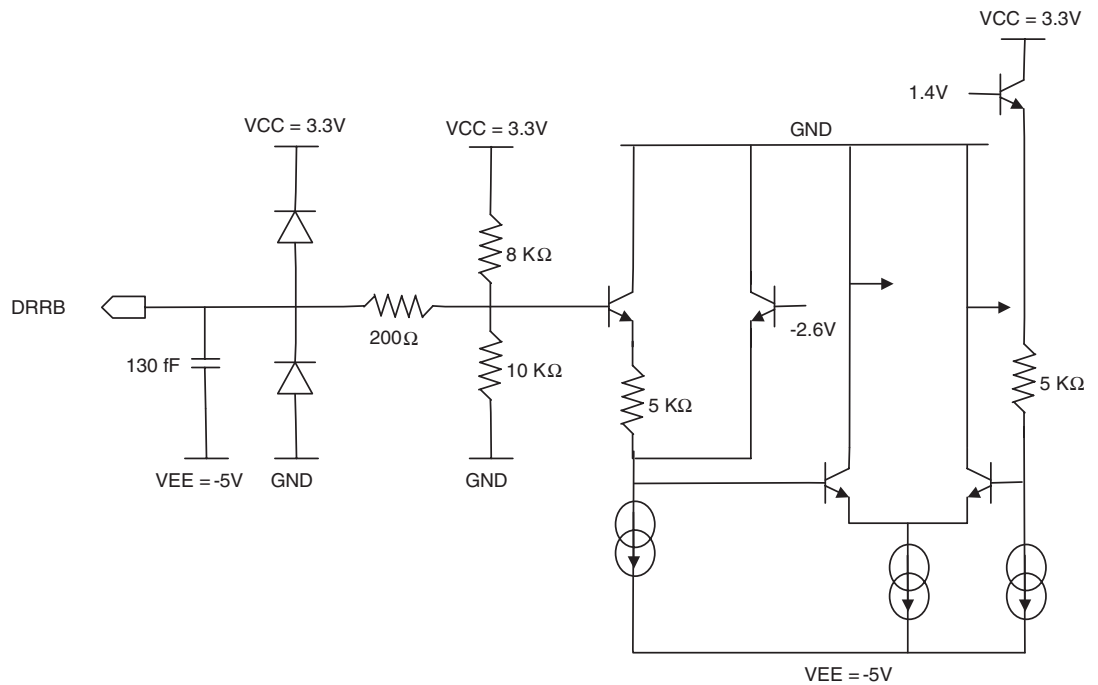 VCC = 3.3V
1.4V
VCC = 3.3V
VCC = 3.3V
GND
8 KΩ
DRRB
200Ω
-2.6V
130 fF
10 KΩ
5 KΩ
5 KΩ
VEE = -5V
GND
GND
VEE = -5V